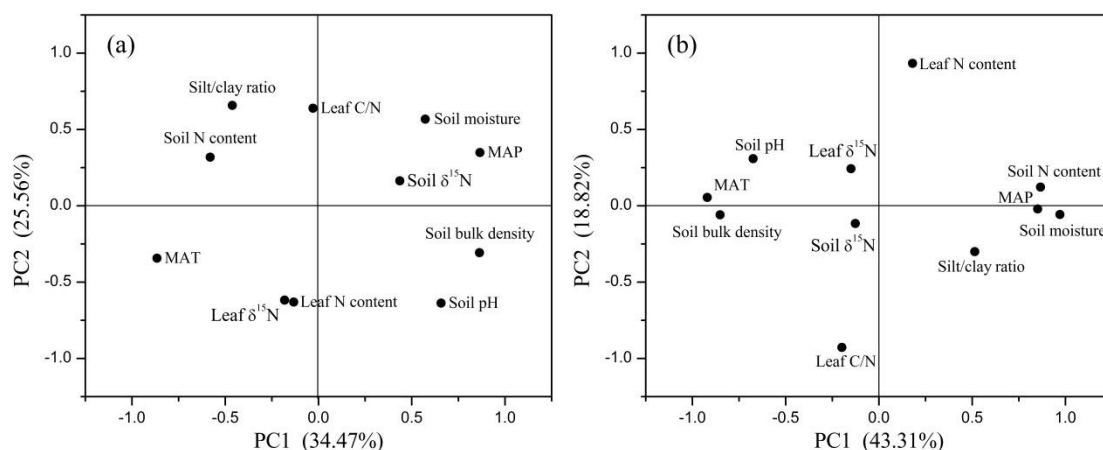 (a)
PC2 (25.56%)
1.0
0.5
0.0
-0.5
-1.0
Silt/clay ratio
Leaf C/N
Soil moisture
Soil N content
MAP
Soil δ¹⁵N
Soil bulk density
MAT
Leaf δ¹⁵N
Leaf N content
Soil pH
-1.0 -0.5 0.0 0.5 1.0
PC1 (34.47%)
(b)
PC2 (18.82%)
1.0
0.5
0.0
-0.5
-1.0
Leaf N content
Soil pH
Leaf δ¹⁵N
MAT
Soil N content
MAP
Soil bulk density
Soil δ¹⁵N
Soil moisture
Silt/clay ratio
Leaf C/N
-1.0 -0.5 0.0 0.5 1.0
PC1 (43.31%)